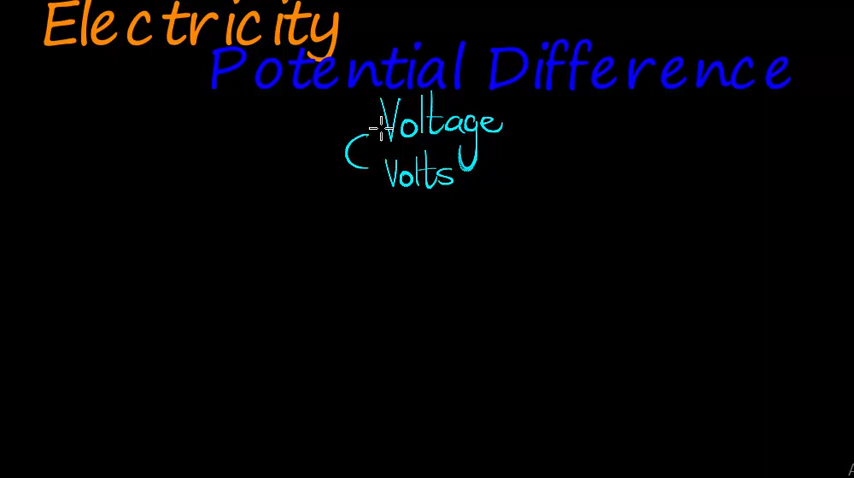 Electricity
Potential Difference
Voltage
Volts